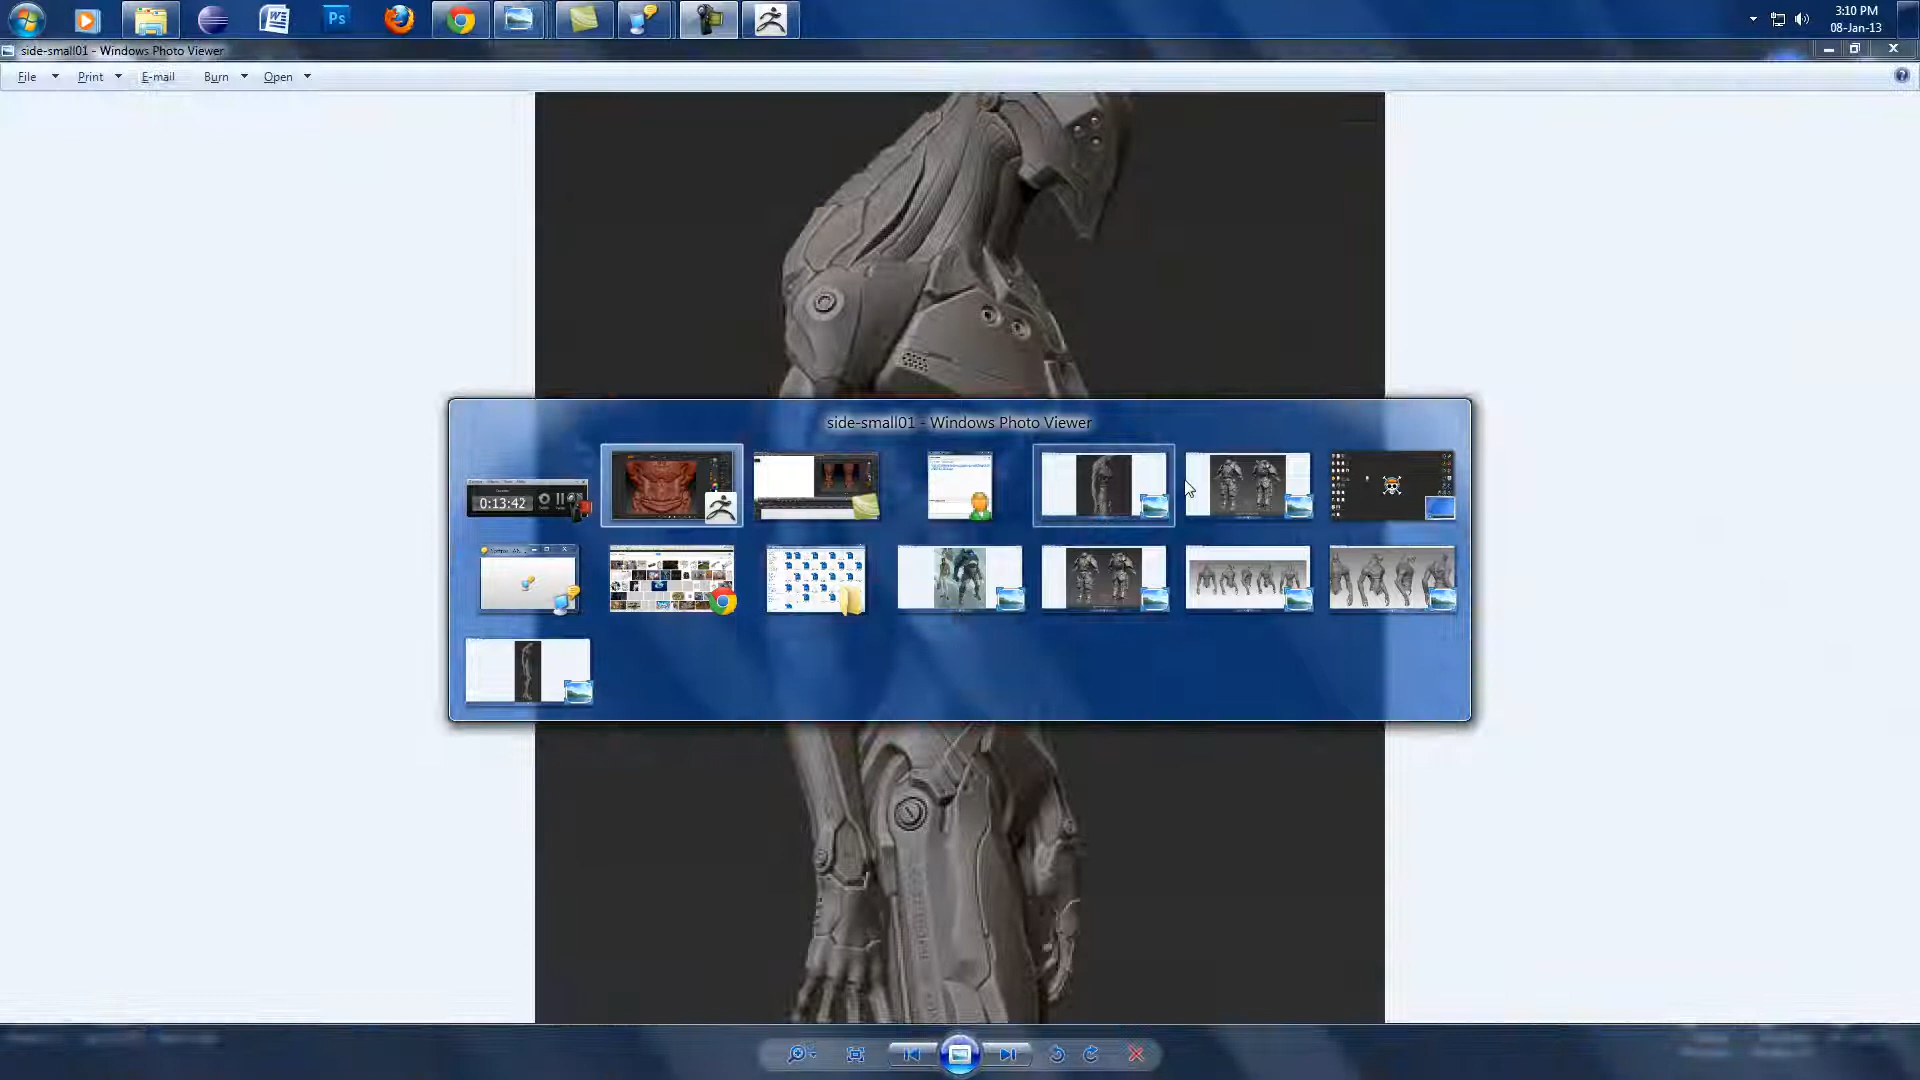 Ps
3:10 PM
08-Jan-13
side-small01 - Windows Photo Viewer
File Print E-mail Burn Open
side-small01 - Windows Photo Viewer
0:13:42